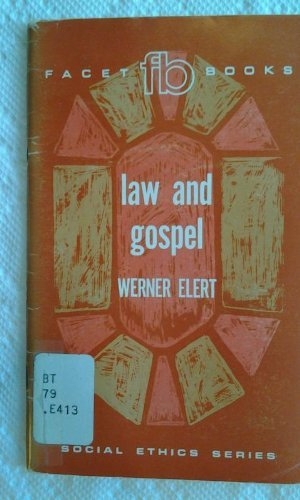 FACET fb BOOKS
law and
gospel
WERNER ELERT
BT
79
.E413
SOCIAL ETHICS SERIES